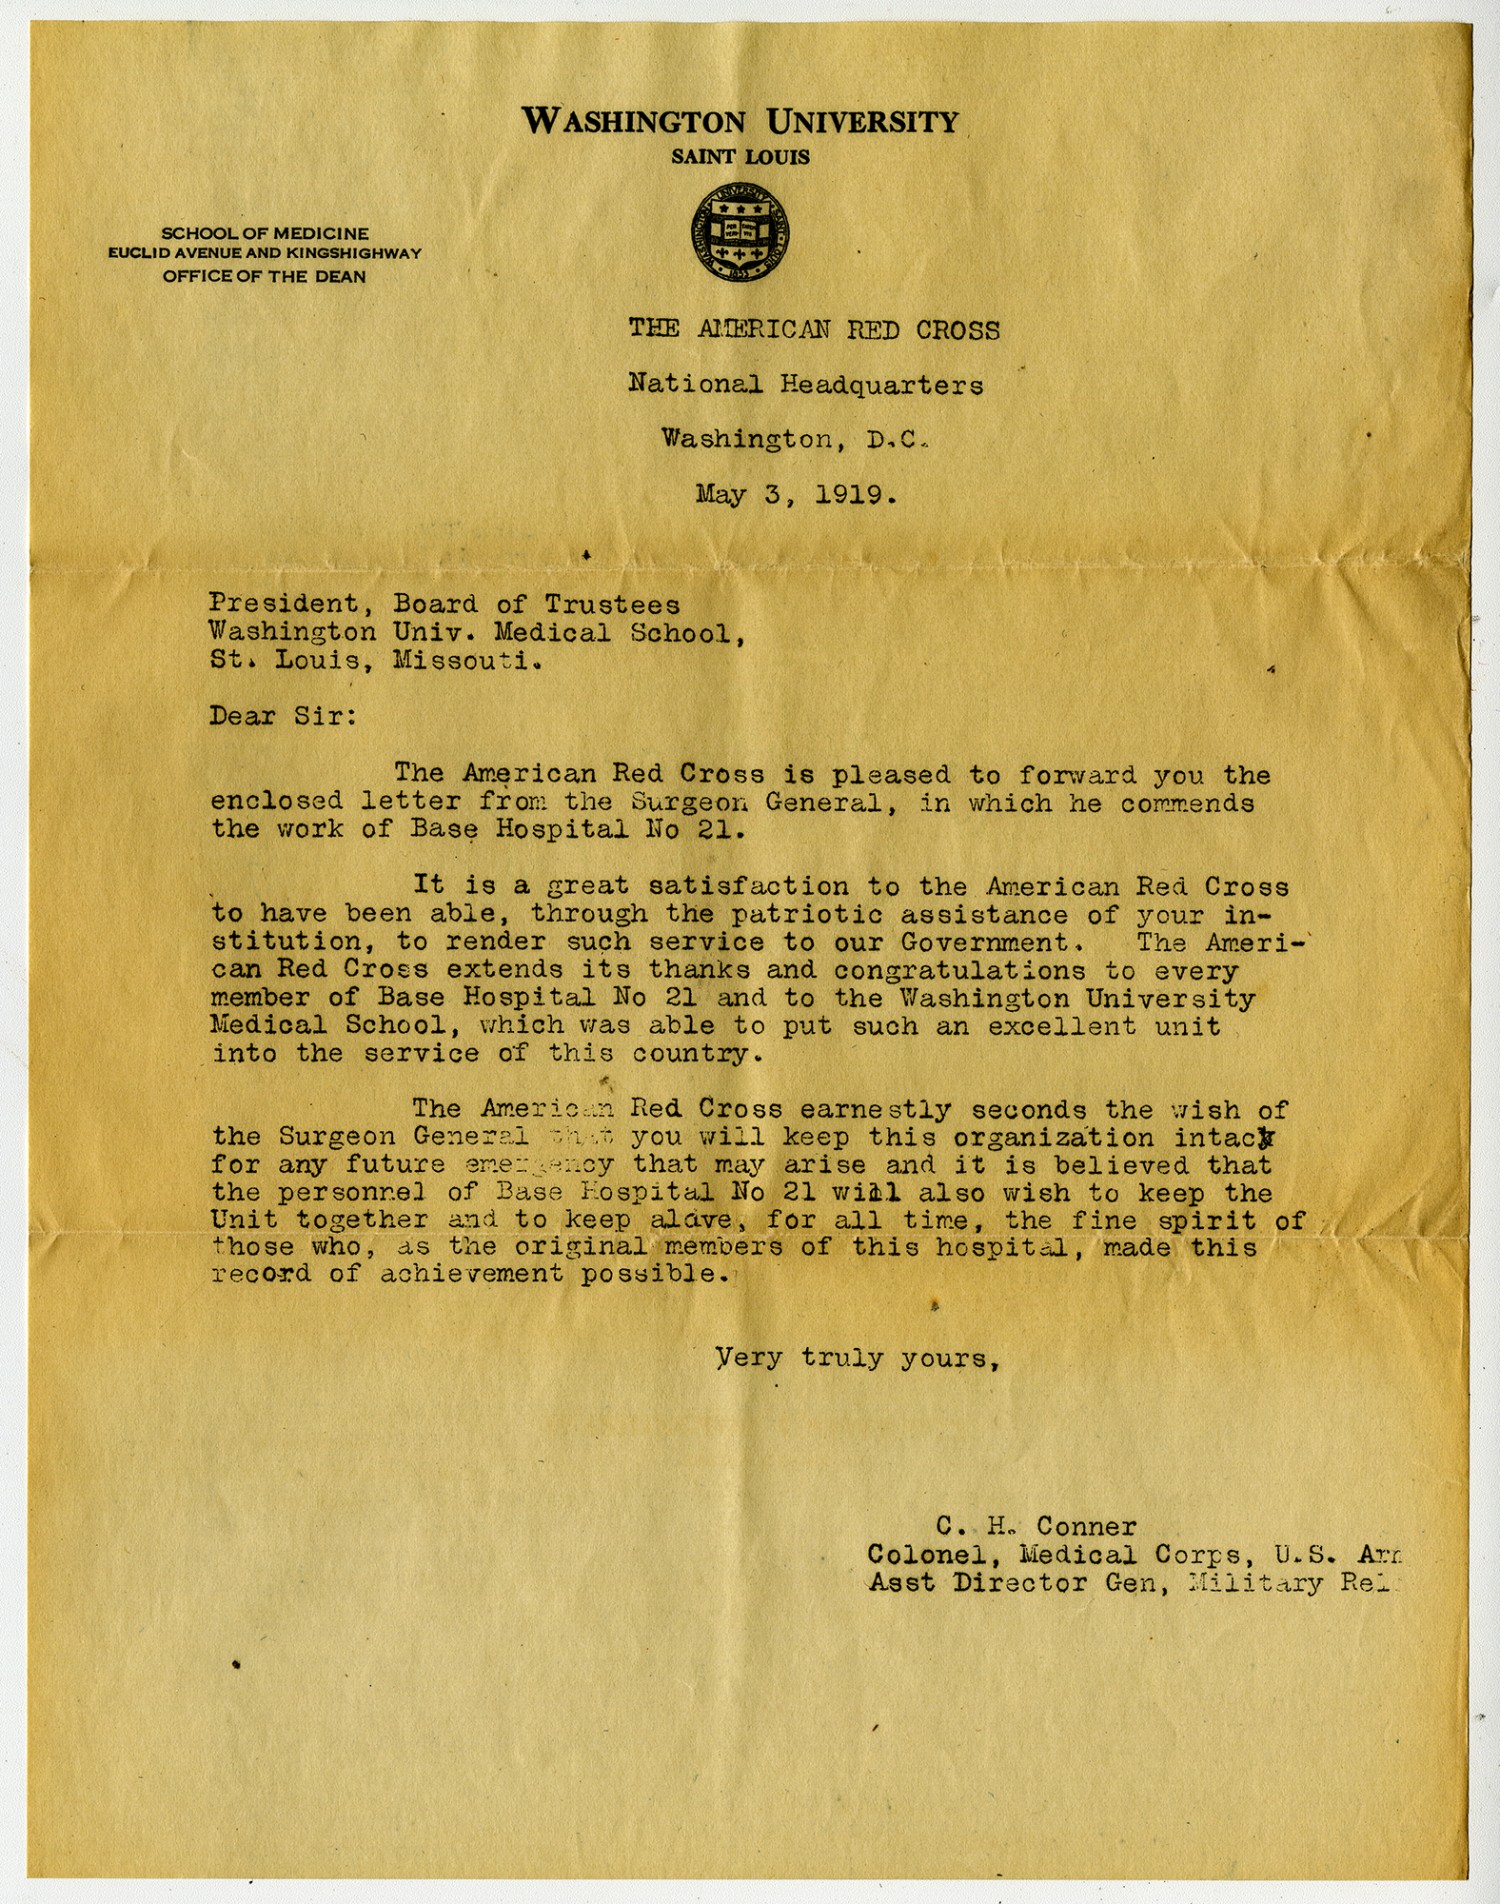 WASHINGTON UNIVERSITY
SAINT LOUIS
SCHOOL OF MEDICINE
EUCLID AVENUE AND KINGSHIGHWAY
OFFICE OF THE DEAN
THE AMERICAN RED CROSS
National Headquarters
Washington, D.C.
May 3, 1919.
President, Board of Trustees
Washington Univ. Medical School,
St. Louis, Missouti.
Dear Sir:
The American Red Cross is pleased to forward you the
enclosed letter from the Surgeon General, in which he commends
the work of Base Hospital No 21.
It is a great satisfaction to the American Red Cross
to have been able, through the patriotic assistance of your in-
stitution, to render such service to our Government. The Ameri-
can Red Cross extends its thanks and congratulations to every
member of Base Hospital No 21 and to the Washington University
Medical School, which was able to put such an excellent unit
into the service of this country.
The American Red Cross earnestly seconds the wish of
the Surgeon General that you will keep this organization intact
for any future emergency that may arise and it is believed that
the personnel of Base Hospital No 21 will also wish to keep the
Unit together and to keep alive, for all time, the fine spirit of
those who, as the original members of this hospital, made this
record of achievement possible.
Very truly yours,
C. H. Conner
Colonel, Medical Corps, U.S. Arm
Asst Director Gen, Military Rel